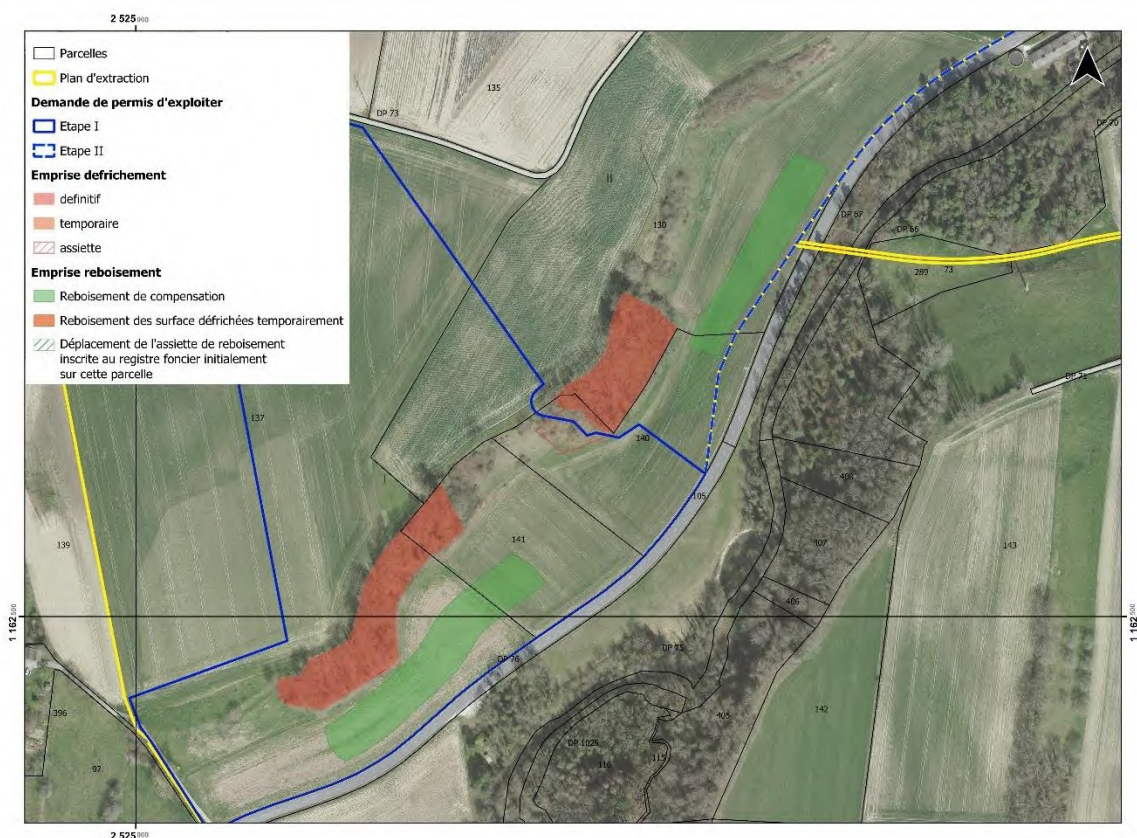 2 525 000
Parcelles
Plan d'extraction
Demande de permis d'exploiter
Etape I
Etape II
Emprise defrichement
definitif
temporaire
assiette
Emprise reboisement
Reboisement de compensation
Reboisement des surface défrichées temporairement
Déplacement de l'assiette de reboisement
inscrite au registre foncier initialement
sur cette parcelle
135
DP 73
DP 70
II
130
DP 67
DP 66
289
73
DP 71
137
140
I
105
408
141
139
407
143
406
1 162 500
1 162 500
DP 76
DP 75
396
405
142
97
DP 1025
115
116
2 525 000